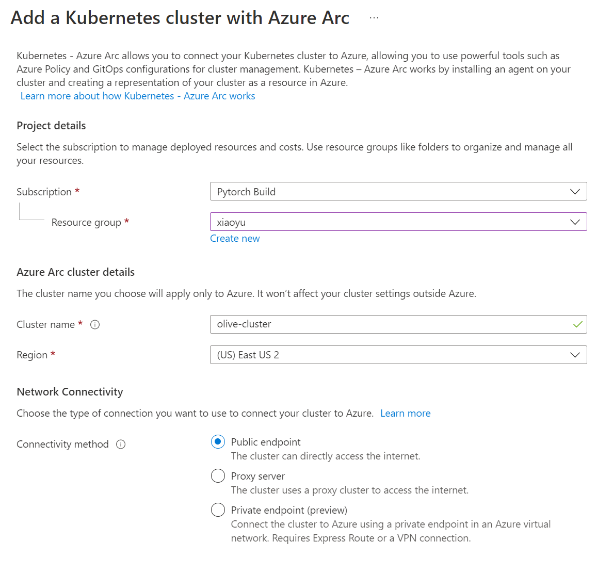 Add a Kubernetes cluster with Azure Arc ...
Kubernetes - Azure Arc allows you to connect your Kubernetes cluster to Azure, allowing you to use powerful tools such as
Azure Policy and GitOps configurations for cluster management. Kubernetes – Azure Arc works by installing an agent on your
cluster and creating a representation of your cluster as a resource in Azure.
Learn more about how Kubernetes - Azure Arc works
Project details
Select the subscription to manage deployed resources and costs. Use resource groups like folders to organize and manage all
your resources.
Subscription * Pytorch Build
Resource group * xiaoyu
Create new
Azure Arc cluster details
The cluster name you choose will apply only to Azure. It won't affect your cluster settings outside Azure.
Cluster name * olive-cluster
Region * (US) East US 2
Network Connectivity
Choose the type of connection you want to use to connect your cluster to Azure. Learn more
Connectivity method Public endpoint
The cluster can directly access the internet.
Proxy server
The cluster uses a proxy cluster to access the internet.
Private endpoint (preview)
Connect the cluster to Azure using a private endpoint in an Azure virtual
network. Requires Express Route or a VPN connection.